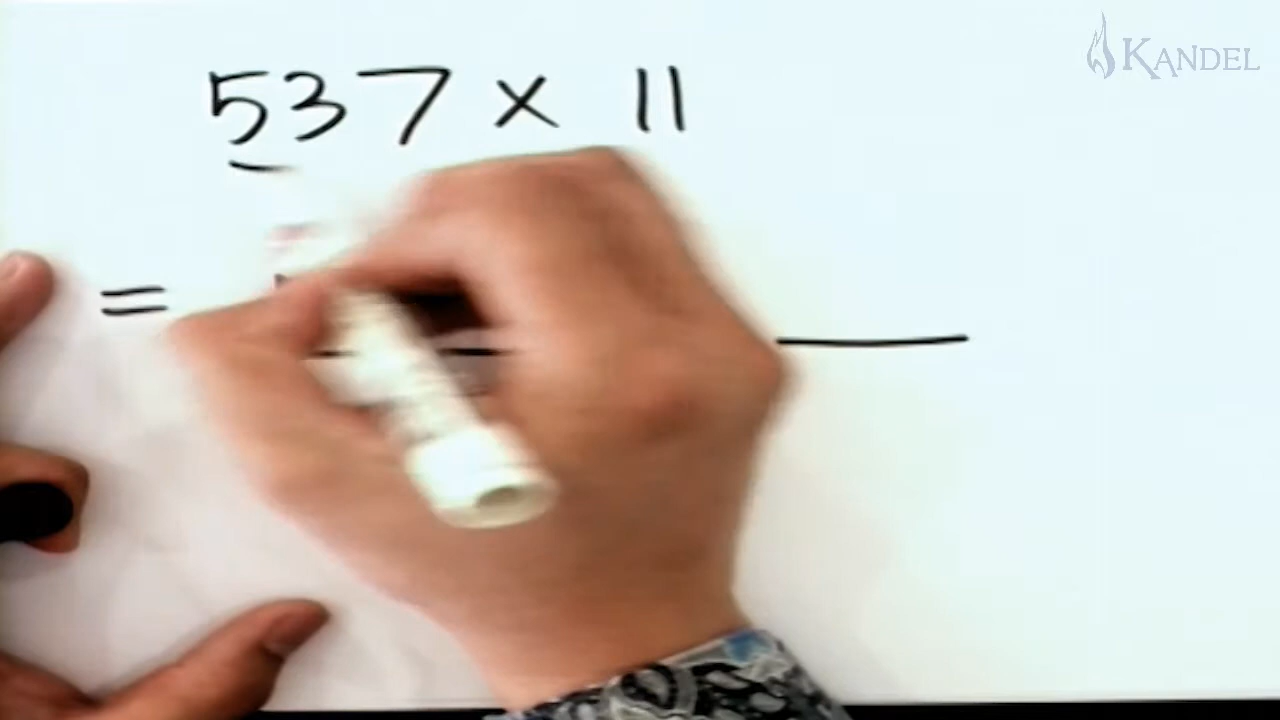 KANDEL
537 x 11
=